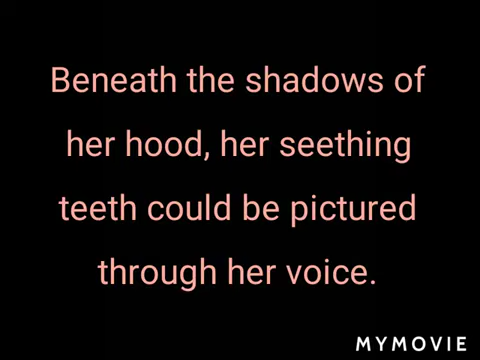 Beneath the shadows of
her hood, her seething
teeth could be pictured
through her voice.
MYMOVIE